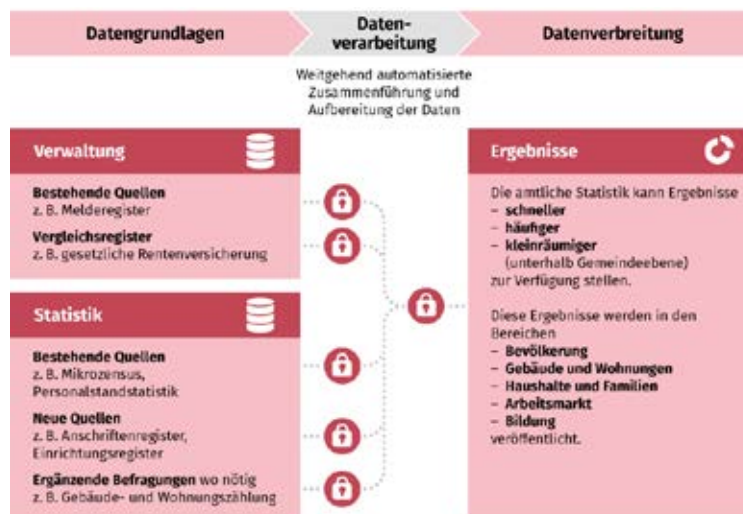 Datengrundlagen
Daten-
verarbeitung
Datenverbreitung
Weitgehend automatisierte
Zusammenführung und
Aufbereitung der Daten
Verwaltung
Bestehende Quellen
z. B. Melderegister
Vergleichsregister
z. B. gesetzliche Rentenversicherung
Statistik
Bestehende Quellen
z. B. Mikrozensus,
Personalstandstatistik
Neue Quellen
z. B. Anschriftenregister,
Einrichtungsregister
Ergänzende Befragungen wo nötig
z. B. Gebäude- und Wohnungszählung
Ergebnisse
Die amtliche Statistik kann Ergebnisse
– schneller
– häufiger
– kleinräumiger
(unterhalb Gemeindeebene)
zur Verfügung stellen.
Diese Ergebnisse werden in den
Bereichen
– Bevölkerung
– Gebäude und Wohnungen
– Haushalte und Familien
– Arbeitsmarkt
– Bildung
veröffentlicht.